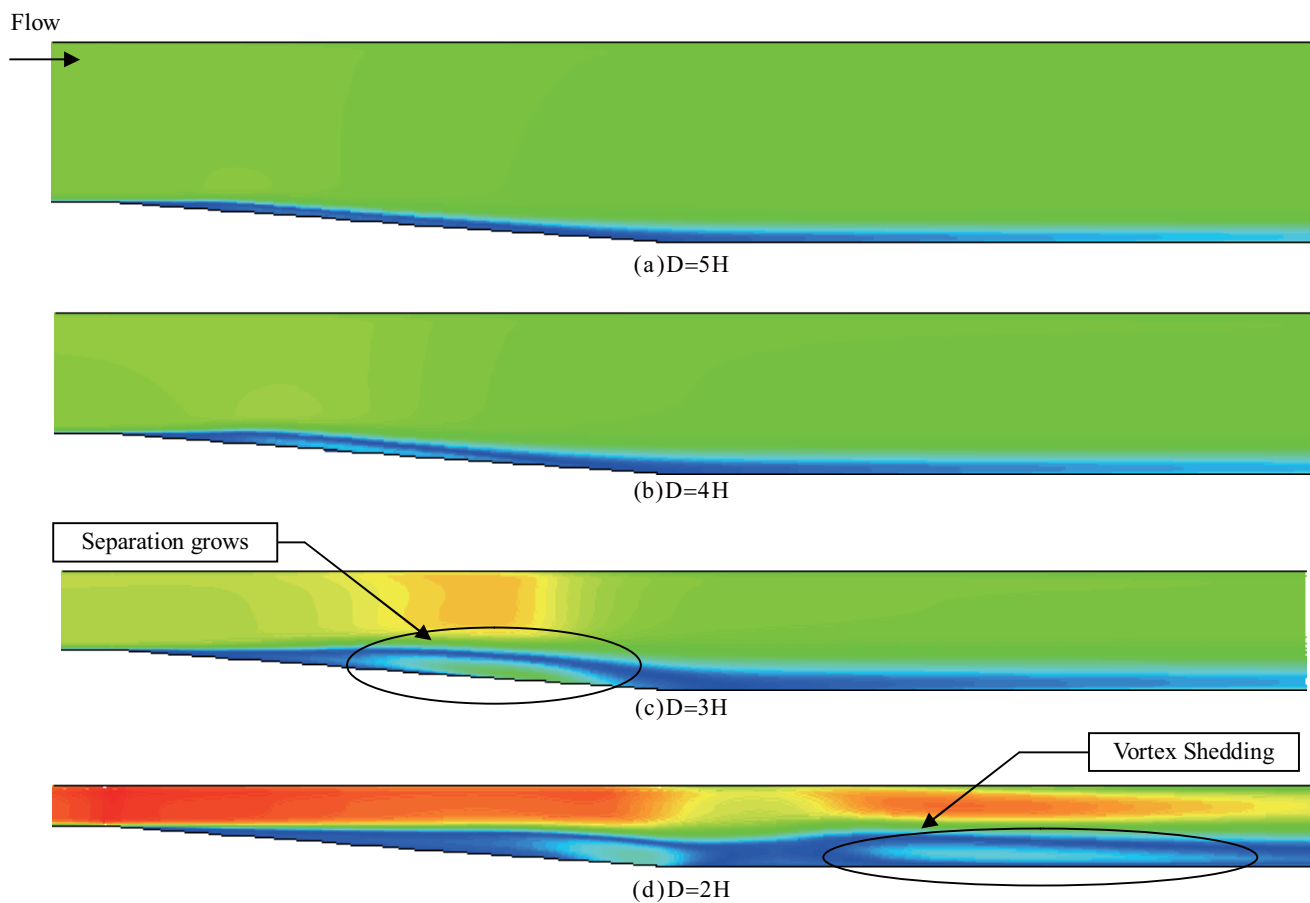 Flow
(a)D=5H
(b)D=4H
Separation grows
(c)D=3H
Vortex Shedding
(d)D=2H